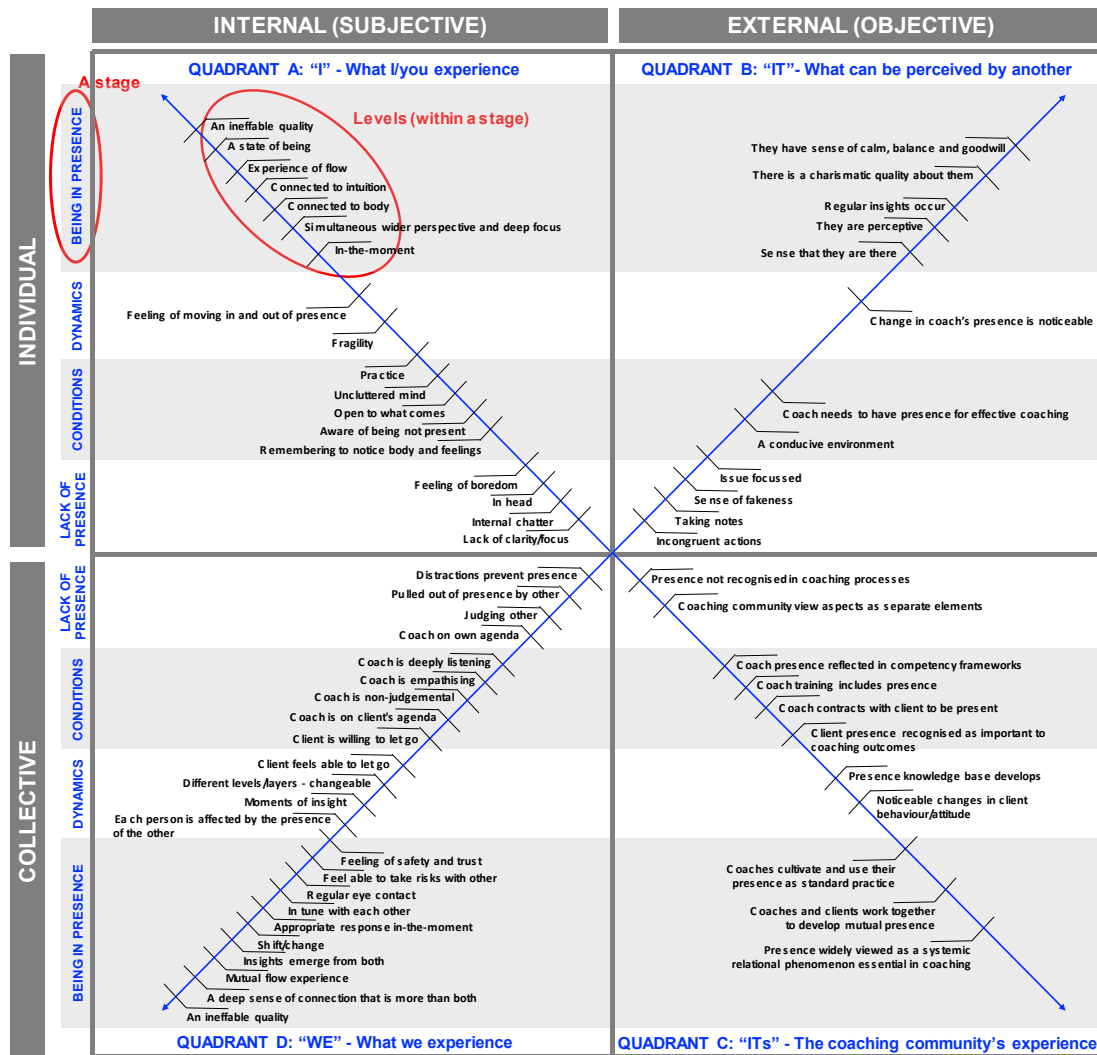 INTERNAL (SUBJECTIVE)
EXTERNAL (OBJECTIVE)
INDIVIDUAL
COLLECTIVE
QUADRANT A: “I” - What I/you experience
A stage
Levels (within a stage)
BEING IN PRESENCE
An ineffable quality
A state of being
Experience of flow
Connected to intuition
Connected to body
Simultaneous wider perspective and deep focus
In-the-moment
DYNAMICS
Feeling of moving in and out of presence
Fragility
CONDITIONS
Practice
Uncluttered mind
Open to what comes
Aware of being not present
Remembering to notice body and feelings
LACK OF
PRESENCE
Feeling of boredom
In head
Internal chatter
Lack of clarity/focus
QUADRANT B: “IT”- What can be perceived by another
They have sense of calm, balance and goodwill
There is a charismatic quality about them
Regular insights occur
They are perceptive
Sense that they are there
Change in coach’s presence is noticeable
Coach needs to have presence for effective coaching
A conducive environment
Issue focussed
Sense of fakeness
Taking notes
Incongruent actions
LACK OF
PRESENCE
Distractions prevent presence
Pulled out of presence by other
Judging other
Coach on own agenda
CONDITIONS
Coach is deeply listening
Coach is empathising
Coach is non-judgemental
Coach is on client's agenda
Client is willing to let go
DYNAMICS
Client feels able to let go
Different levels/layers - changeable
Moments of insight
Each person is affected by the presence
of the other
BEING IN PRESENCE
Feeling of safety and trust
Feel able to take risks with other
Regular eye contact
In tune with each other
Appropriate response in-the-moment
Shift/change
Insights emerge from both
Mutual flow experience
A deep sense of connection that is more than both
An ineffable quality
QUADRANT D: “WE” - What we experience
Presence not recognised in coaching processes
Coaching community view aspects as separate elements
Coach presence reflected in competency frameworks
Coach training includes presence
Coach contracts with client to be present
Client presence recognised as important to
coaching outcomes
Presence knowledge base develops
Noticeable changes in client
behaviour/attitude
Coaches cultivate and use their
presence as standard practice
Coaches and clients work together
to develop mutual presence
Presence widely viewed as a systemic
relational phenomenon essential in coaching
QUADRANT C: “ITs” - The coaching community’s experience